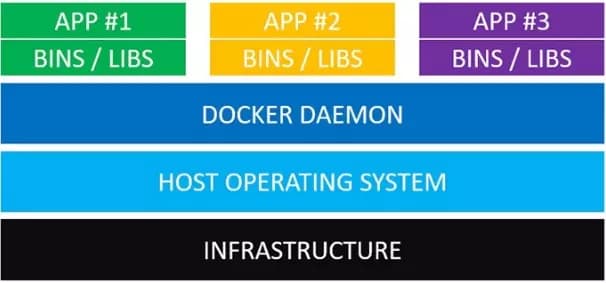 APP #1 APP #2 APP #3
BINS / LIBS BINS / LIBS BINS / LIBS
DOCKER DAEMON
HOST OPERATING SYSTEM
INFRASTRUCTURE